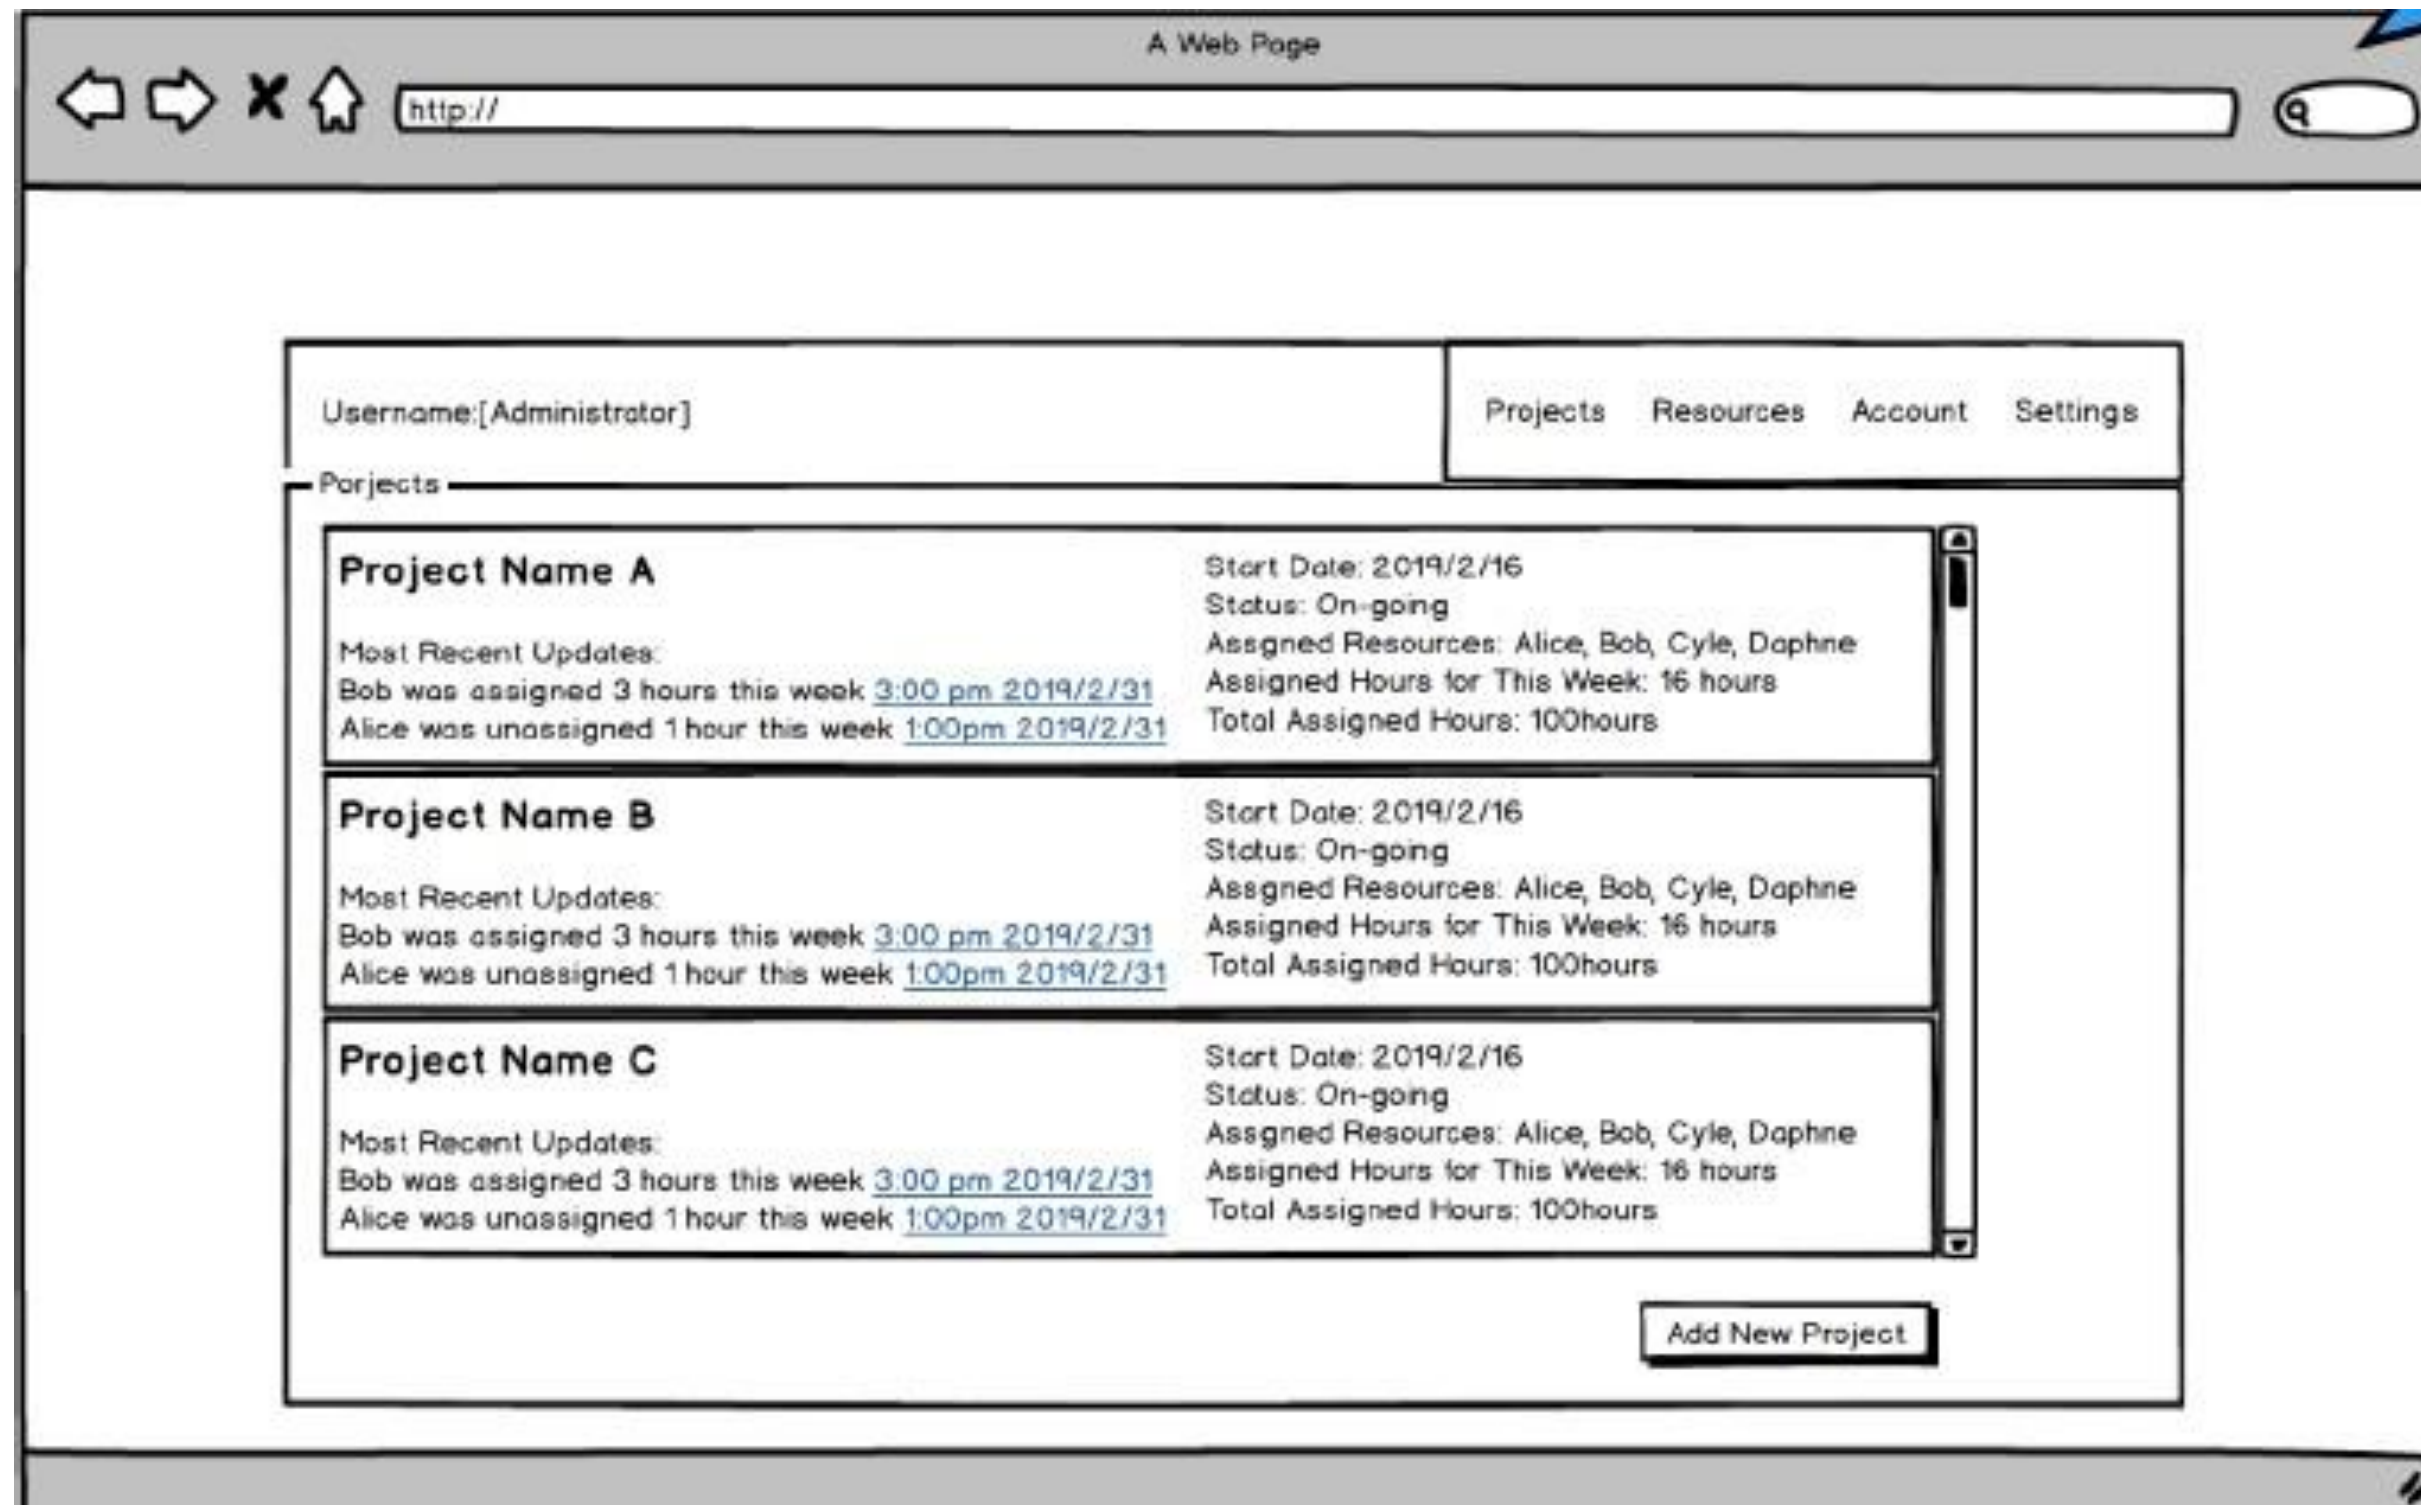 A Web Page
http://
Username:[Administrator]
Projects Resources Account Settings
Porjects
Project Name A
Most Recent Updates:
Bob was assigned 3 hours this week 3:00 pm 2019/2/31
Alice was unassigned 1 hour this week 1:00pm 2019/2/31
Start Date: 2019/2/16
Status: On-going
Assgned Resources: Alice, Bob, Cyle, Daphne
Assigned Hours for This Week: 16 hours
Total Assigned Hours: 100hours
Project Name B
Most Recent Updates:
Bob was assigned 3 hours this week 3:00 pm 2019/2/31
Alice was unassigned 1 hour this week 1:00pm 2019/2/31
Start Date: 2019/2/16
Status: On-going
Assgned Resources: Alice, Bob, Cyle, Daphne
Assigned Hours for This Week: 16 hours
Total Assigned Hours: 100hours
Project Name C
Most Recent Updates:
Bob was assigned 3 hours this week 3:00 pm 2019/2/31
Alice was unassigned 1 hour this week 1:00pm 2019/2/31
Start Date: 2019/2/16
Status: On-going
Assgned Resources: Alice, Bob, Cyle, Daphne
Assigned Hours for This Week: 16 hours
Total Assigned Hours: 100hours
Add New Project